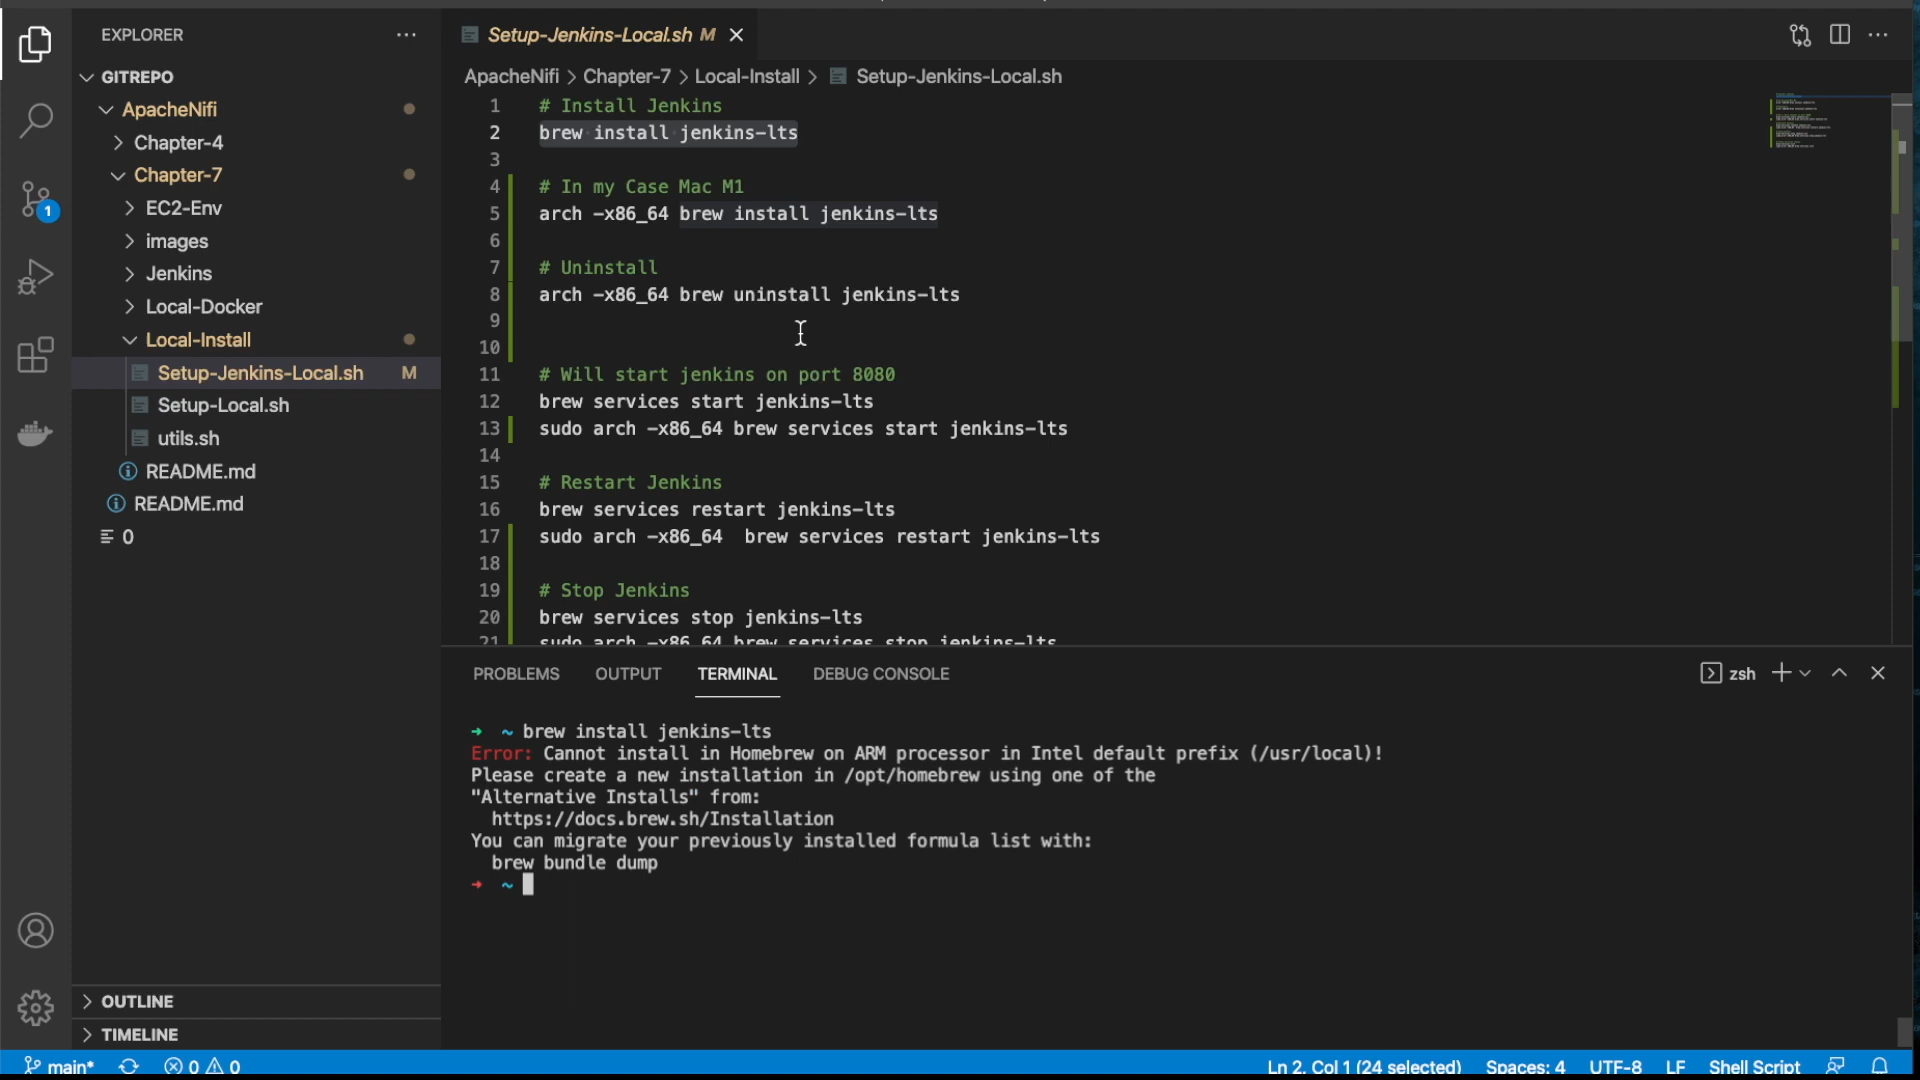 EXPLORER
GITREPO
ApacheNifi
Chapter-4
Chapter-7
EC2-Env
images
Jenkins
Local-Docker
Local-Install
Setup-Jenkins-Local.sh M
Setup-Local.sh
utils.sh
README.md
README.md
0
OUTLINE
TIMELINE
Setup-Jenkins-Local.sh M
ApacheNifi > Chapter-7 > Local-Install > Setup-Jenkins-Local.sh
1 # Install Jenkins
2 brew install jenkins-lts
3
4 # In my Case Mac M1
5 arch -x86_64 brew install jenkins-lts
6
7 # Uninstall
8 arch -x86_64 brew uninstall jenkins-lts
9
10
11 # Will start jenkins on port 8080
12 brew services start jenkins-lts
13 sudo arch -x86_64 brew services start jenkins-lts
14
15 # Restart Jenkins
16 brew services restart jenkins-lts
17 sudo arch -x86_64  brew services restart jenkins-lts
18
19 # Stop Jenkins
20 brew services stop jenkins-lts
21 sudo arch -x86_64 brew services stop jenkins-lts
PROBLEMS OUTPUT TERMINAL DEBUG CONSOLE
zsh
➜ ~ brew install jenkins-lts
Error: Cannot install in Homebrew on ARM processor in Intel default prefix (/usr/local)!
Please create a new installation in /opt/homebrew using one of the
"Alternative Installs" from:
https://docs.brew.sh/Installation
You can migrate your previously installed formula list with:
brew bundle dump
➜ ~
1
main* 0 0
Ln 2, Col 1 (24 selected) Spaces: 4 UTF-8 LF Shell Script